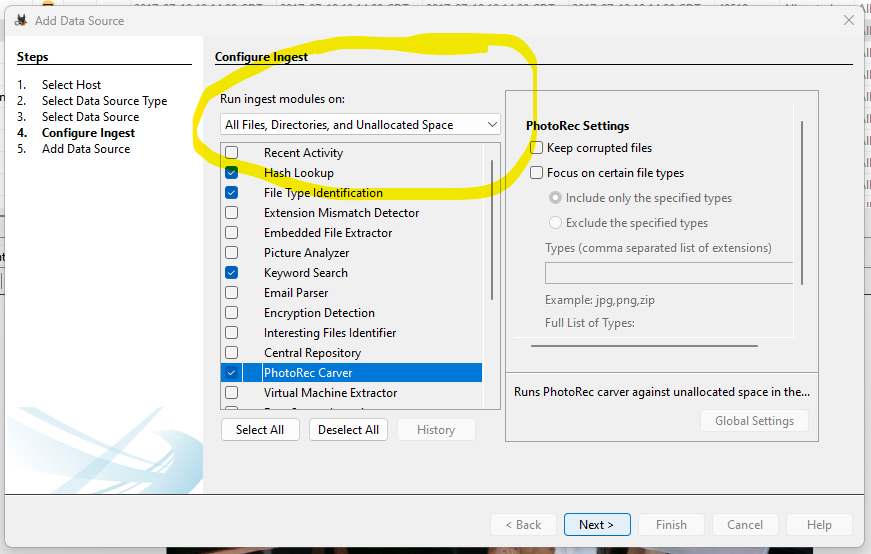 Add Data Source
Steps
1. Select Host
2. Select Data Source Type
3. Select Data Source
4. Configure Ingest
5. Add Data Source
Configure Ingest
Run ingest modules on:
All Files, Directories, and Unallocated Space
Recent Activity
Hash Lookup
File Type Identification
Extension Mismatch Detector
Embedded File Extractor
Picture Analyzer
Keyword Search
Email Parser
Encryption Detection
Interesting Files Identifier
Central Repository
PhotoRec Carver
Virtual Machine Extractor
Select All
Deselect All
History
PhotoRec Settings
Keep corrupted files
Focus on certain file types
Include only the specified types
Exclude the specified types
Types (comma separated list of extensions)
Example: jpg,png,zip
Full List of Types:
Runs PhotoRec carver against unallocated space in the...
Global Settings
< Back
Next >
Finish
Cancel
Help